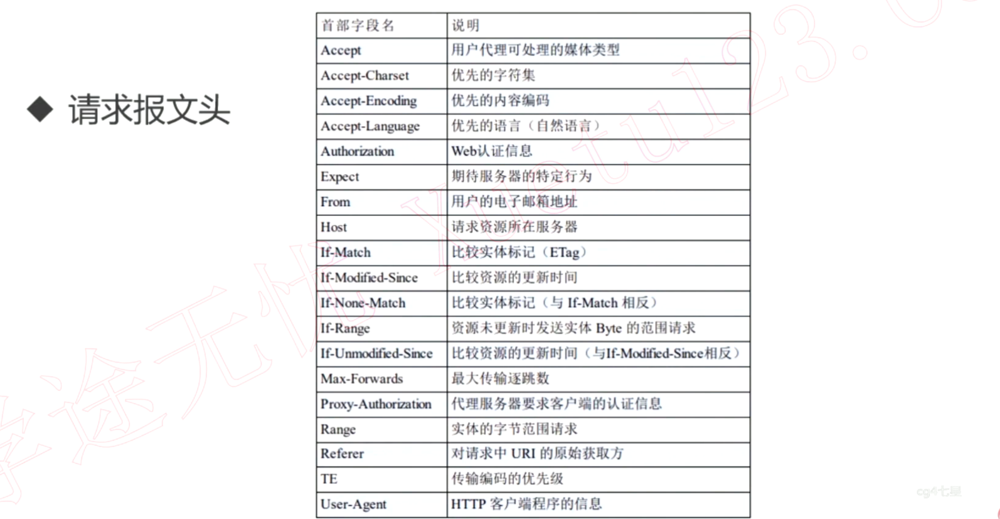 ◆ 请求报文头
首部字段名 说明
Accept 用户代理可处理的媒体类型
Accept-Charset 优先的字符集
Accept-Encoding 优先的内容编码
Accept-Language 优先的语言（自然语言）
Authorization Web认证信息
Expect 期待服务器的特定行为
From 用户的电子邮箱地址
Host 请求资源所在服务器
If-Match 比较实体标记（ETag）
If-Modified-Since 比较资源的更新时间
If-None-Match 比较实体标记（与 If-Match 相反）
If-Range 资源未更新时发送实体 Byte 的范围请求
If-Unmodified-Since 比较资源的更新时间（与If-Modified-Since相反）
Max-Forwards 最大传输逐跳数
Proxy-Authorization 代理服务器要求客户端的认证信息
Range 实体的字节范围请求
Referer 对请求中 URI 的原始获取方
TE 传输编码的优先级
User-Agent HTTP 客户端程序的信息
学途无忧 Xuetu123.
cg4七星